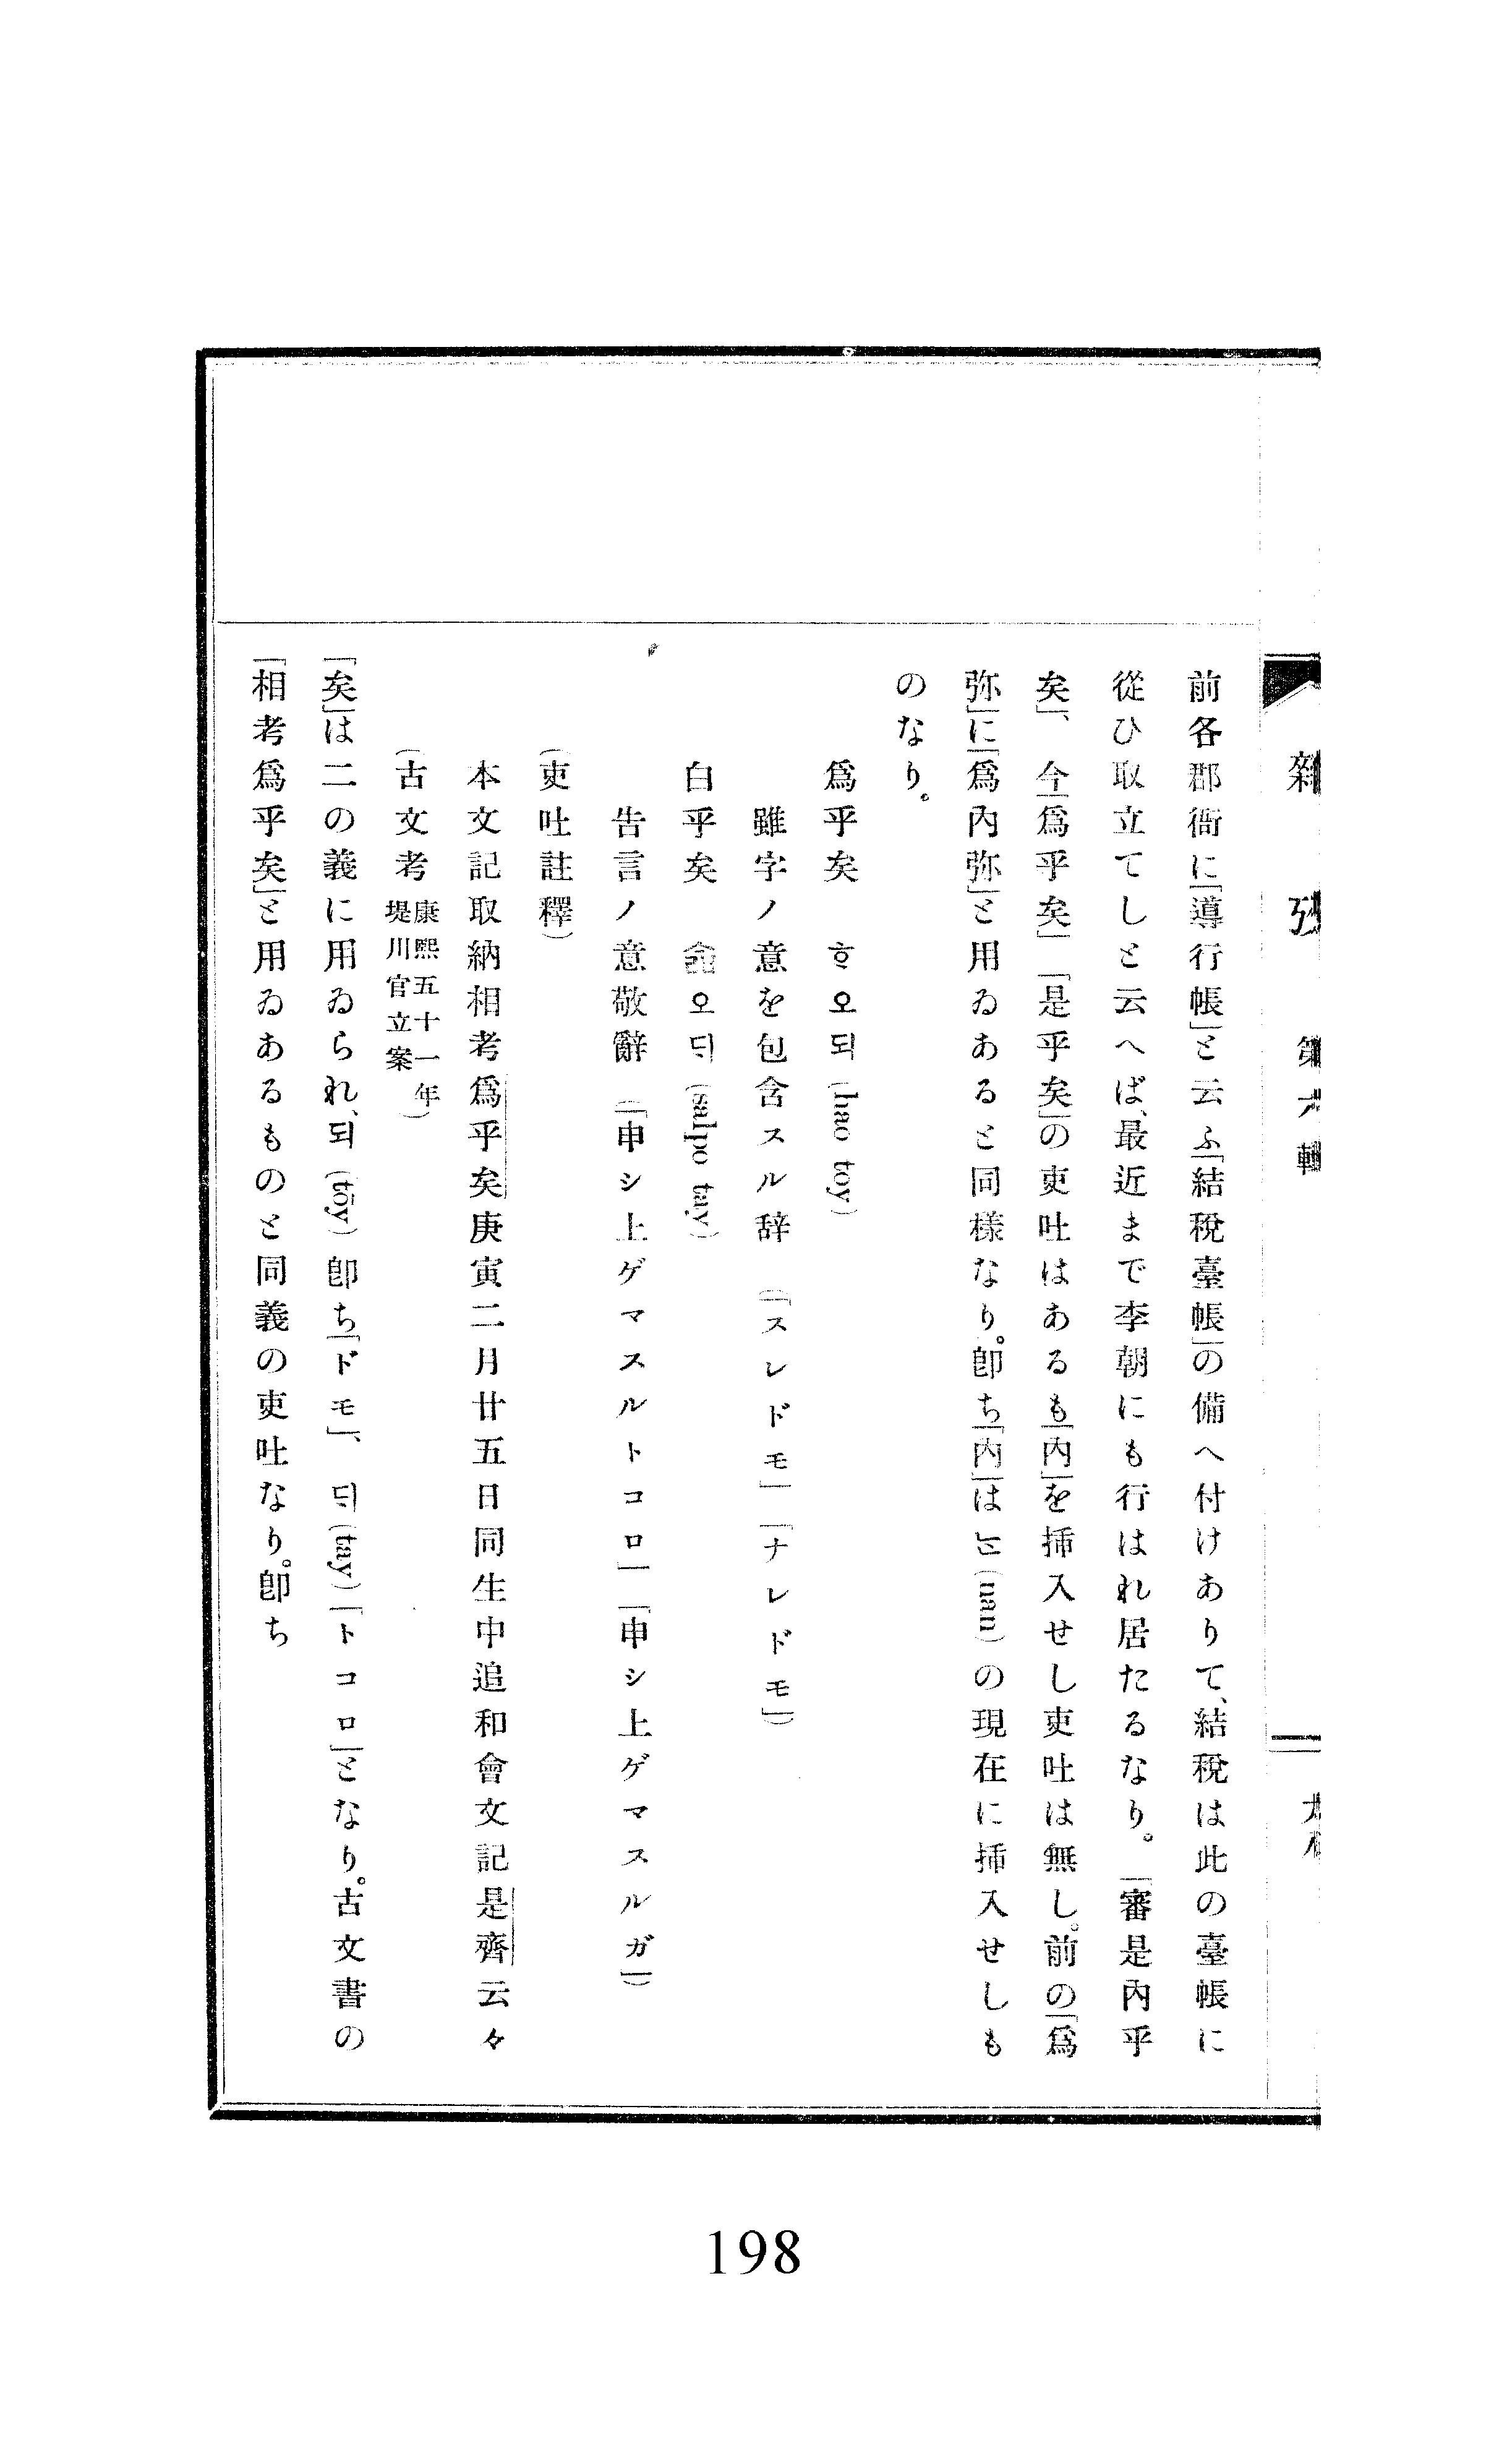 雜攷 第六輯
前各郡衙に「導行帳」と云ふ「結稅臺帳」の備へ付けありて、結稅は此の臺帳に
從ひ取立てしと云へば、最近まで李朝にも行はれ居たるなり。「審是內乎
矣」、今「爲乎矣」「是乎矣」の吏吐はあるも「內」を揷入せし吏吐は無し。前の「爲
弥」に「爲內弥」と用ゐあると同樣なり。卽ち「內」は 는 (nan) の現在に揷入せしも
のなり。
爲乎矣 ᄒᆞ오되 (hao toy)
雖字ノ意を包含スル辞 (「スレドモ」「ナレドモ」)
白乎矣 ᄉᆞᆲ오ᄃᆡ (salpo tay)
告言ノ意敬辭 (「申シ上ゲマスルトコロ」「申シ上ゲマスルガ」)
(吏吐註釋)
本文記取納相考爲乎矣庚寅二月廿五日同生中追和會文記是齊云々
(古文考 康熙五十一年
堤川官立案)
「矣」は二の義に用ゐられ、되 (tōy) 卽ち「ドモ」、ᄃᆡ (tay)「トコロ」となり。古文書の
「相考爲乎矣」と用ゐあるものと同義の吏吐なり。卽ち
198